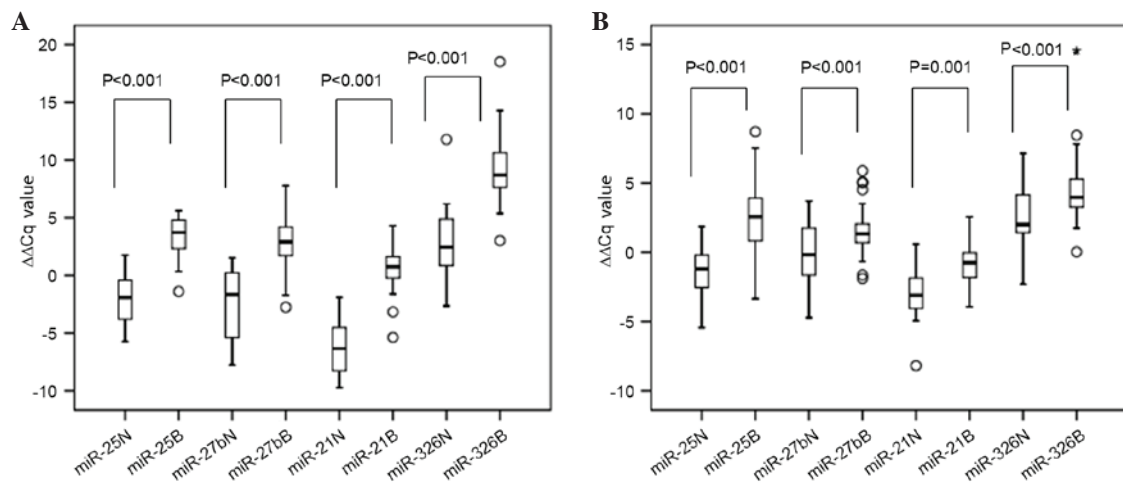 A
ΔΔCq value
20
15
10
5
0
-5
-10
P<0.001
P<0.001
P<0.001
P<0.001
miR-25N
miR-25B
miR-27bN
miR-27bB
miR-21N
miR-21B
miR-326N
miR-326B
B
ΔΔCq value
15
10
5
0
-5
-10
P<0.001
P<0.001
P=0.001
P<0.001
miR-25N
miR-25B
miR-27bN
miR-27bB
miR-21N
miR-21B
miR-326N
miR-326B